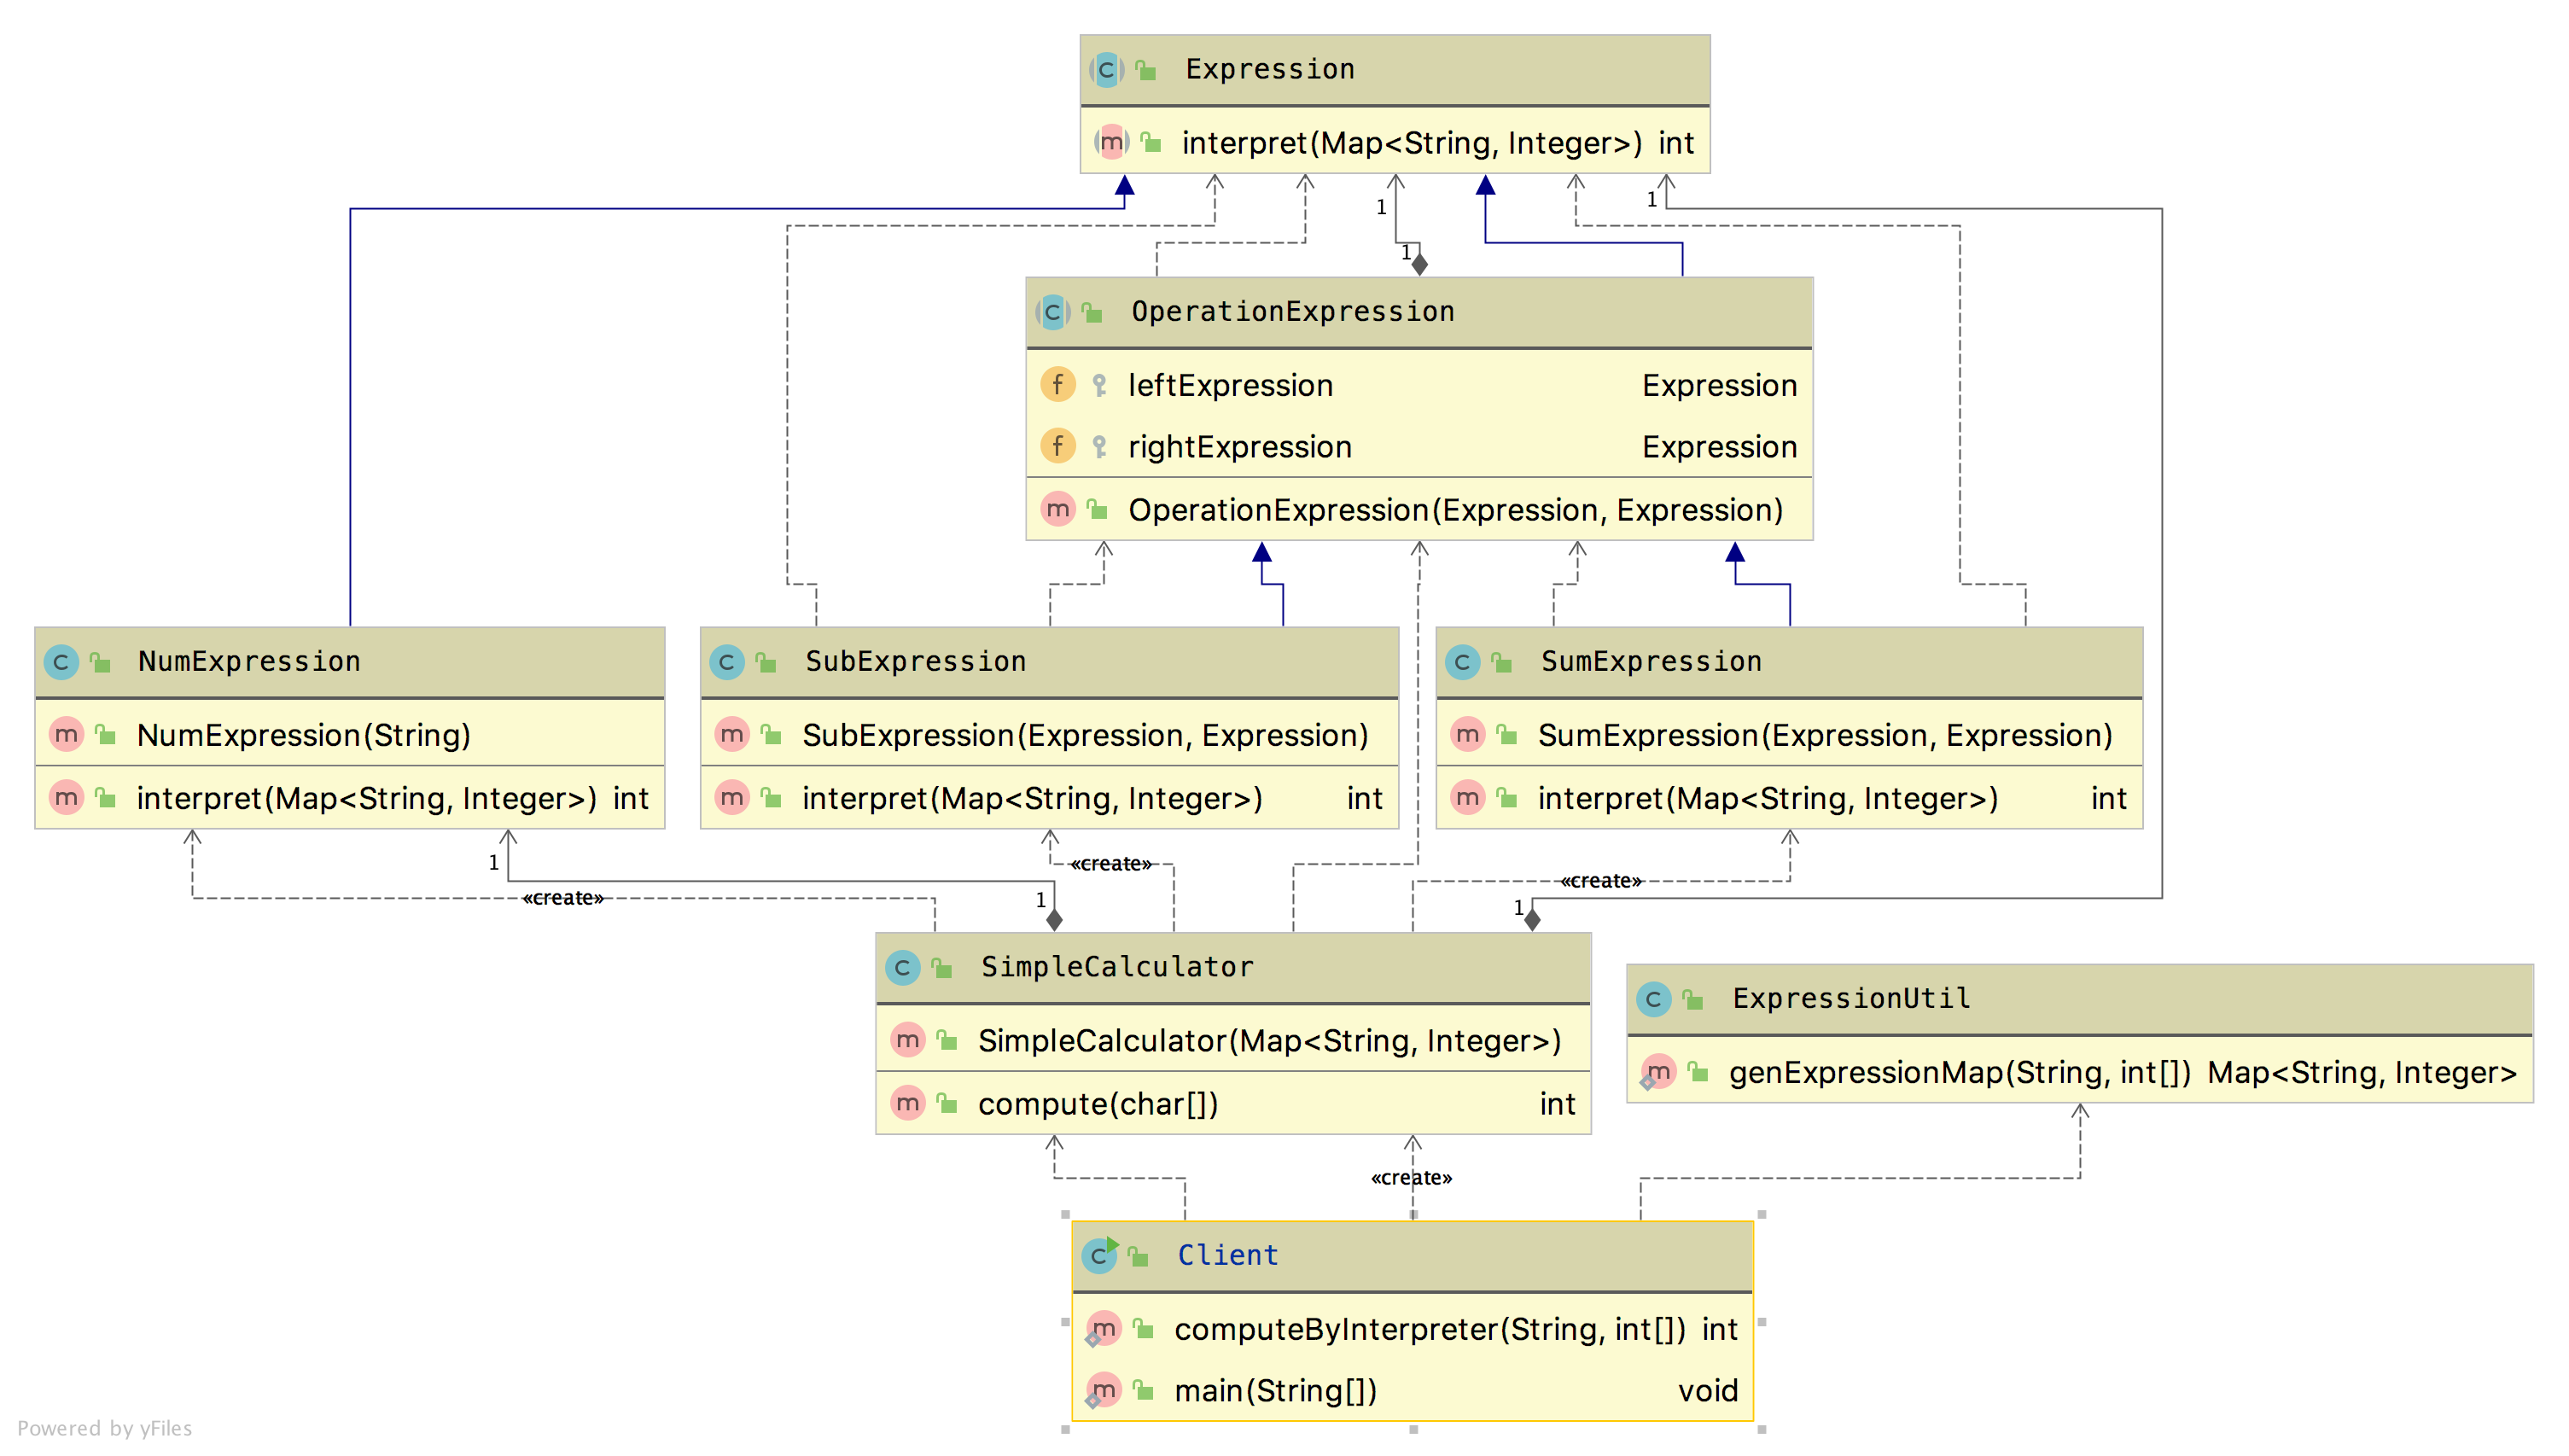 Expression
interpret(Map<String, Integer>) int
1
1
1
OperationExpression
leftExpression Expression
rightExpression Expression
OperationExpression(Expression, Expression)
NumExpression
NumExpression(String)
interpret(Map<String, Integer>) int
SubExpression
SubExpression(Expression, Expression)
interpret(Map<String, Integer>) int
SumExpression
SumExpression(Expression, Expression)
interpret(Map<String, Integer>) int
1
«create»
«create»
«create»
1
1
SimpleCalculator
SimpleCalculator(Map<String, Integer>)
compute(char[]) int
ExpressionUtil
genExpressionMap(String, int[]) Map<String, Integer>
«create»
Client
computeByInterpreter(String, int[]) int
main(String[]) void
Powered by yFiles